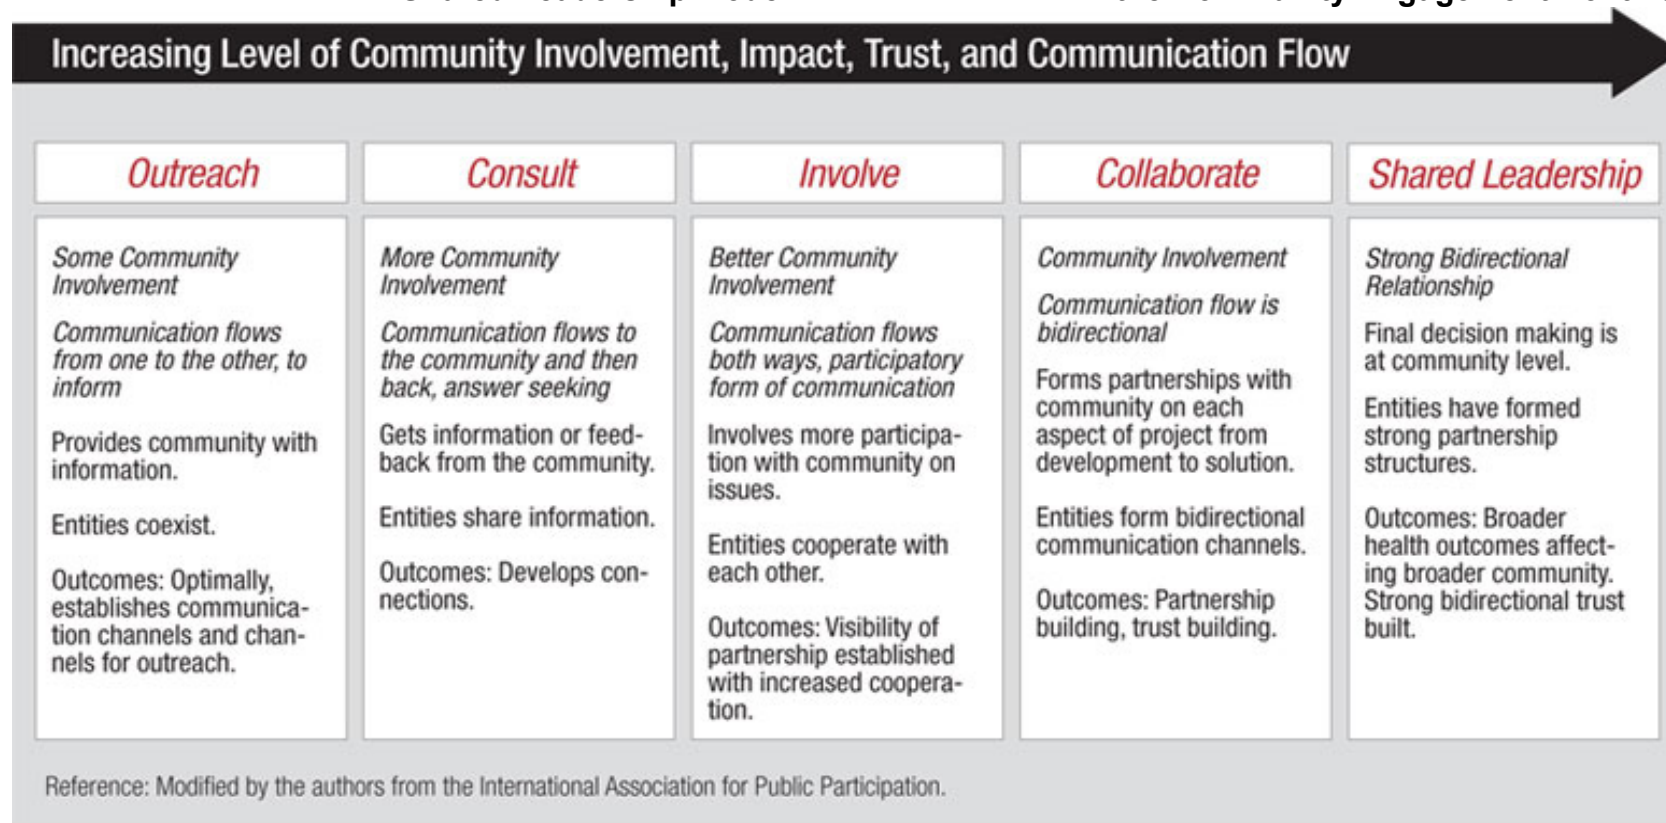 Increasing Level of Community Involvement, Impact, Trust, and Communication Flow
Outreach
Some Community
Involvement
Communication flows
from one to the other, to
inform
Provides community with
information.
Entities coexist.
Outcomes: Optimally,
establishes communica-
tion channels and chan-
nels for outreach.
Consult
More Community
Involvement
Communication flows to
the community and then
back, answer seeking
Gets information or feed-
back from the community.
Entities share information.
Outcomes: Develops con-
nections.
Involve
Better Community
Involvement
Communication flows
both ways, participatory
form of communication
Involves more participa-
tion with community on
issues.
Entities cooperate with
each other.
Outcomes: Visibility of
partnership established
with increased coopera-
tion.
Collaborate
Community Involvement
Communication flow is
bidirectional
Forms partnerships with
community on each
aspect of project from
development to solution.
Entities form bidirectional
communication channels.
Outcomes: Partnership
building, trust building.
Shared Leadership
Strong Bidirectional
Relationship
Final decision making is
at community level.
Entities have formed
strong partnership
structures.
Outcomes: Broader
health outcomes affect-
ing broader community.
Strong bidirectional trust
built.
Reference: Modified by the authors from the International Association for Public Participation.